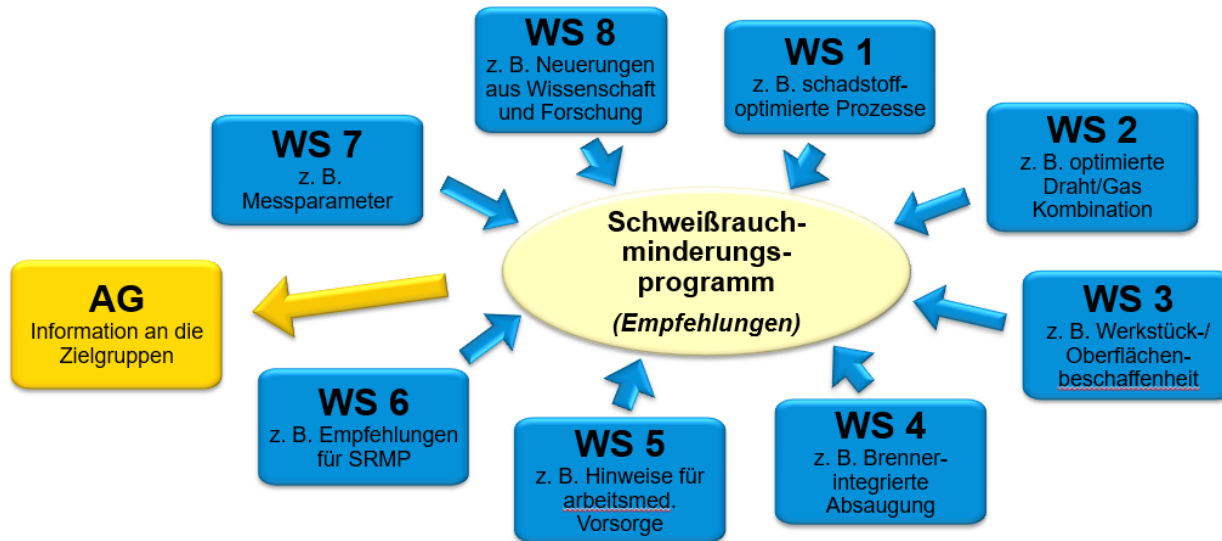 WS 8
z. B. Neuerungen
aus Wissenschaft
und Forschung
WS 1
z. B. schadstoff-
optimierte Prozesse
WS 2
z. B. optimierte
Draht/Gas
Kombination
WS 7
z. B.
Messparameter
Schweißrauch-
minderungs-
programm
(Empfehlungen)
AG
Information an die
Zielgruppen
WS 3
z. B. Werkstück-/
Oberflächen-
beschaffenheit
WS 6
z. B. Empfehlungen
für SRMP
WS 5
z. B. Hinweise für
arbeitsmed.
Vorsorge
WS 4
z. B. Brenner-
integrierte
Absaugung